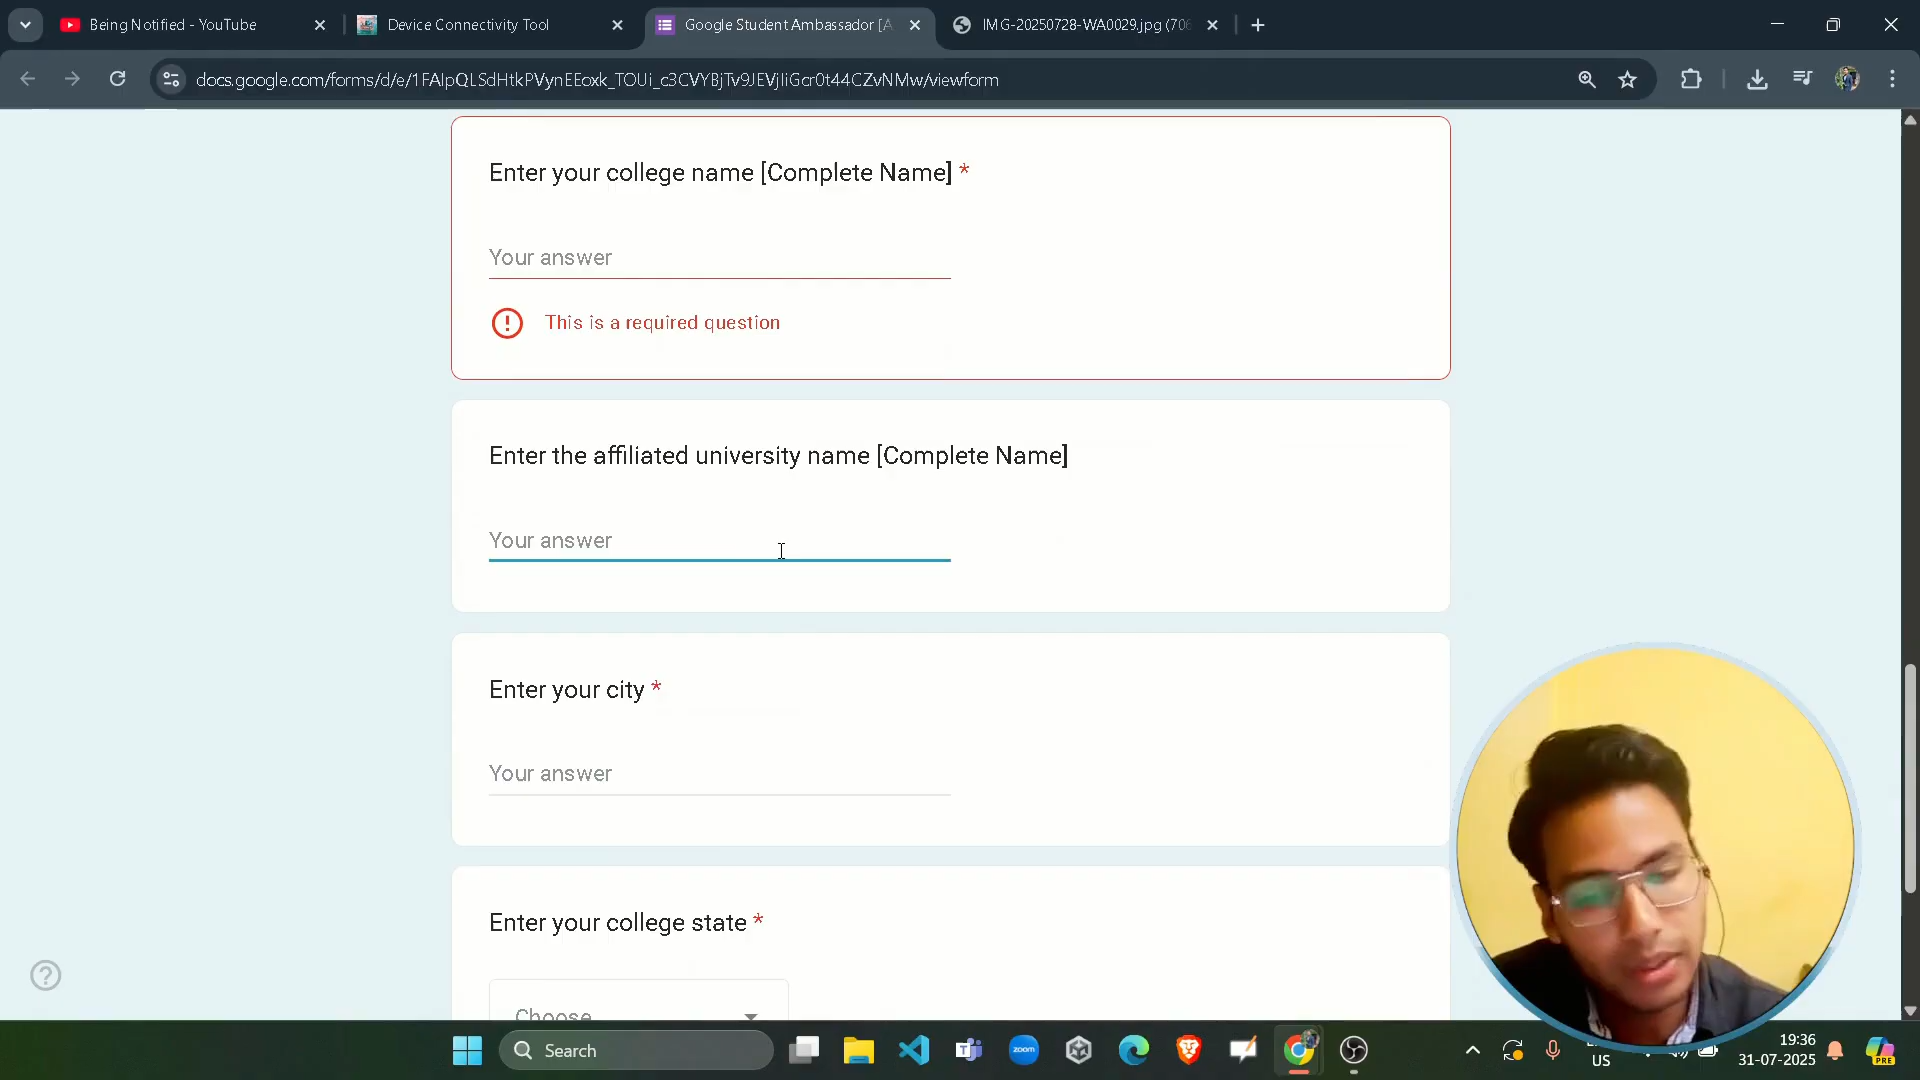 Being Notified - YouTube
Device Connectivity Tool
Google Student Ambassador [A
IMG-20250728-WA0029.jpg (706
docs.google.com/forms/d/e/1FAIpQLSdHtkPVynEEoxk_TOUi_c3CVYBjTv9JEVjIiGcr0t44CZvNMw/viewform
Enter your college name [Complete Name] *
Your answer
This is a required question
Enter the affiliated university name [Complete Name]
Your answer
Enter your city *
Your answer
Enter your college state *
Choose
Search
zoom
US
19:36
31-07-2025
PRE